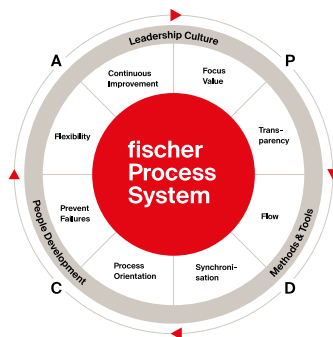 Leadership Culture
A
P
Continuous
Improvement
Focus
Value
Flexibility
Trans-
parency
fischer
Process
System
Prevent
Failures
Flow
Process
Orientation
Synchroni-
sation
People Development
Methods & Tools
C
D